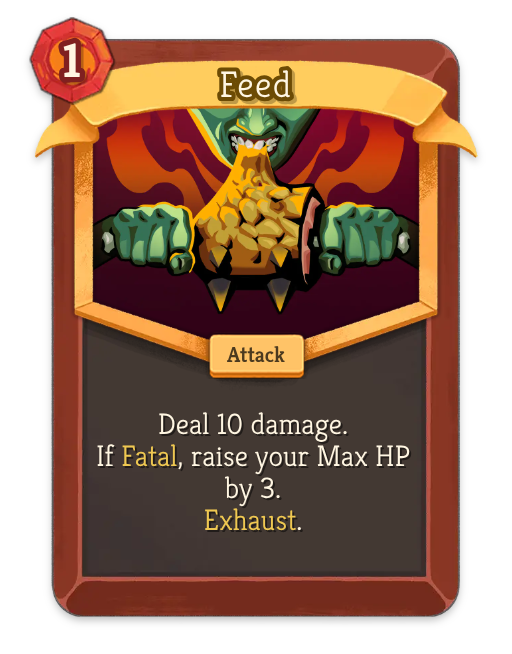 1
Feed
Attack
Deal 10 damage.
If Fatal, raise your Max HP
by 3.
Exhaust.